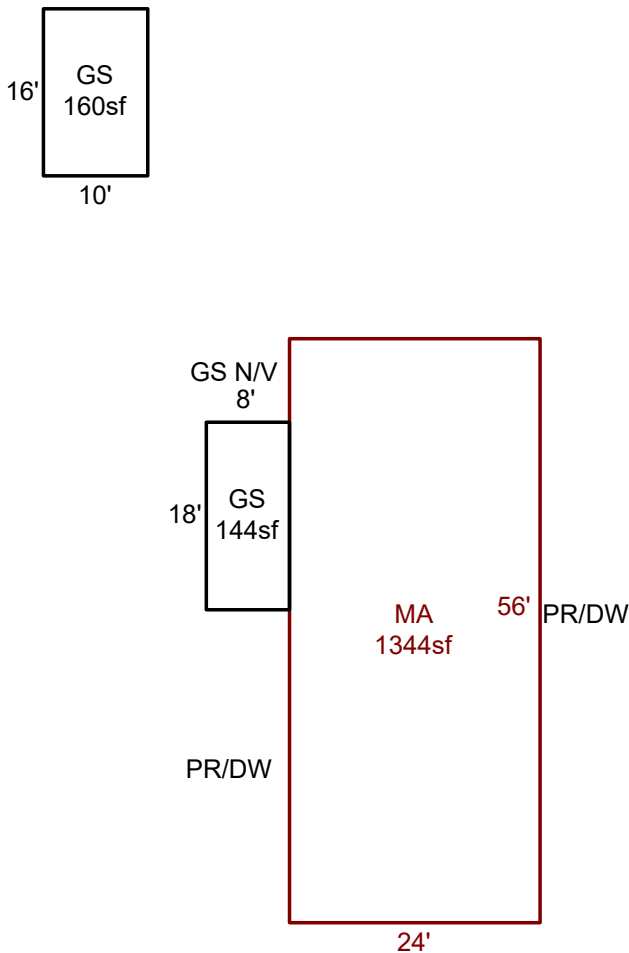 GS
16'
160sf
10'
GS N/V
8'
GS
18'
144sf
MA
56'
PR/DW
1344sf
PR/DW
24'